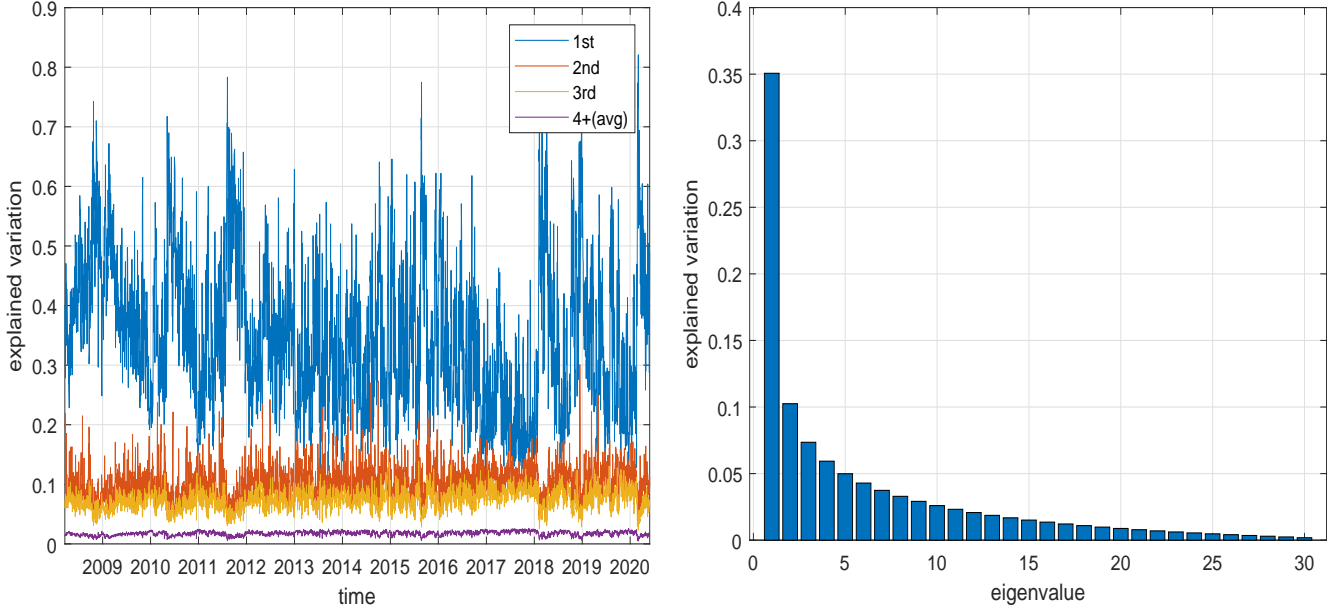 0.9
0.8
0.7
0.6
0.5
0.4
0.3
0.2
0.1
0
explained variation
1st
2nd
3rd
4+(avg)
2009 2010 2011 2012 2013 2014 2015 2016 2017 2018 2019 2020
time
0.4
0.35
0.3
0.25
0.2
0.15
0.1
0.05
0
explained variation
0 5 10 15 20 25 30
eigenvalue